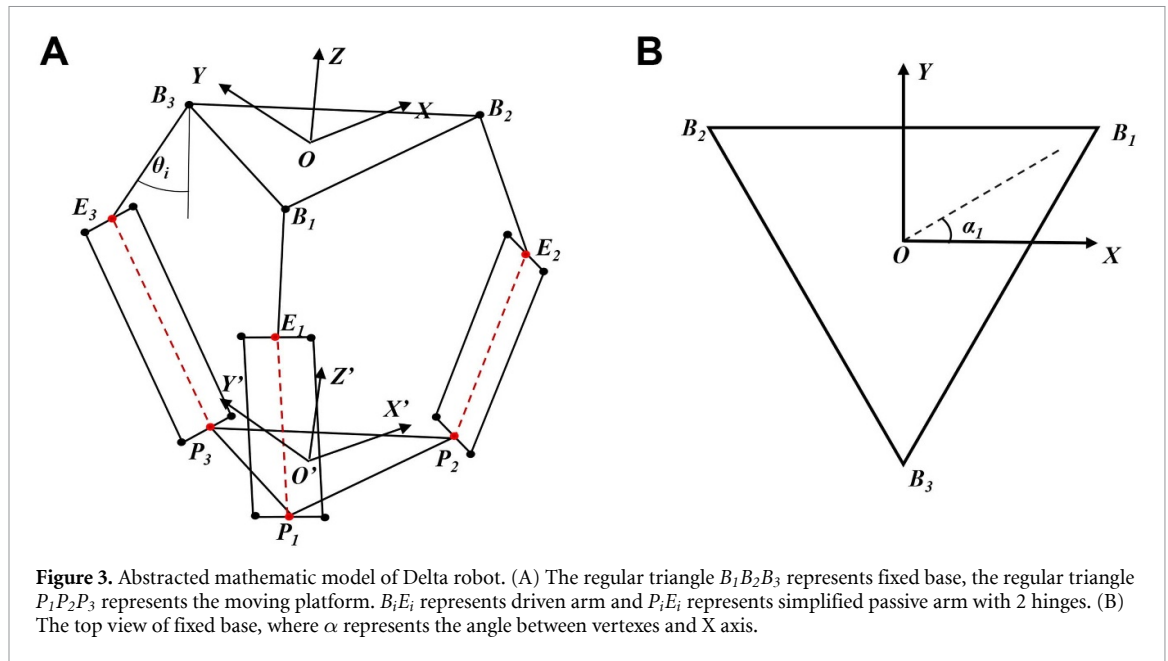 A
B
Z
Y
X
B₃
B₂
O
θᵢ
B₁
E₃
E₂
E₁
Y'
Z'
X'
P₃
P₂
O'
P₁
Y
B₂
B₁
α₁
O
X
B₃
Figure 3. Abstracted mathematic model of Delta robot. (A) The regular triangle B₁B₂B₃ represents fixed base, the regular triangle
P₁P₂P₃ represents the moving platform. BᵢEᵢ represents driven arm and PᵢEᵢ represents simplified passive arm with 2 hinges. (B)
The top view of fixed base, where α represents the angle between vertexes and X axis.